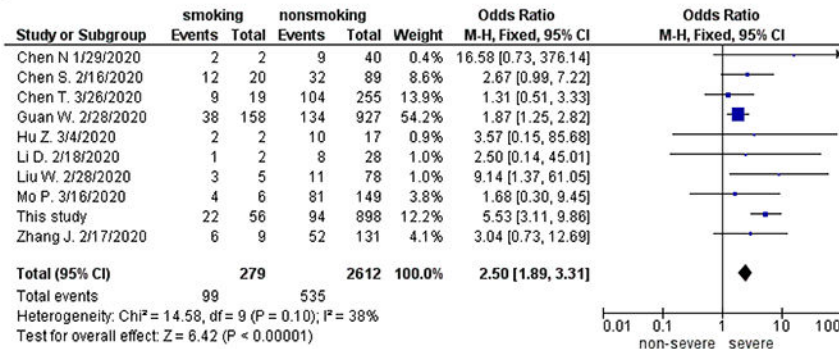 smoking nonsmoking Odds Ratio Odds Ratio
Study or Subgroup Events Total Events Total Weight M-H, Fixed, 95% CI M-H, Fixed, 95% CI
Chen N 1/29/2020 2 2 9 40 0.4% 16.58 [0.73, 376.14]
Chen S. 2/16/2020 12 20 32 89 8.6% 2.67 [0.99, 7.22]
Chen T. 3/26/2020 9 19 104 255 13.9% 1.31 [0.51, 3.33]
Guan W. 2/28/2020 38 158 134 927 54.2% 1.87 [1.25, 2.82]
Hu Z. 3/4/2020 2 2 10 17 0.9% 3.57 [0.15, 85.68]
Li D. 2/18/2020 1 2 8 28 1.0% 2.50 [0.14, 45.01]
Liu W. 2/28/2020 3 5 11 78 1.0% 9.14 [1.37, 61.05]
Mo P. 3/16/2020 4 6 81 149 3.8% 1.68 [0.30, 9.45]
This study 22 56 94 898 12.2% 5.53 [3.11, 9.86]
Zhang J. 2/17/2020 6 9 52 131 4.1% 3.04 [0.73, 12.69]
Total (95% CI) 279 2612 100.0% 2.50 [1.89, 3.31]
Total events 99 535
Heterogeneity: Chi² = 14.58, df = 9 (P = 0.10); I² = 38%
Test for overall effect: Z = 6.42 (P < 0.00001)
0.01 0.1 1 10 100
non-severe severe